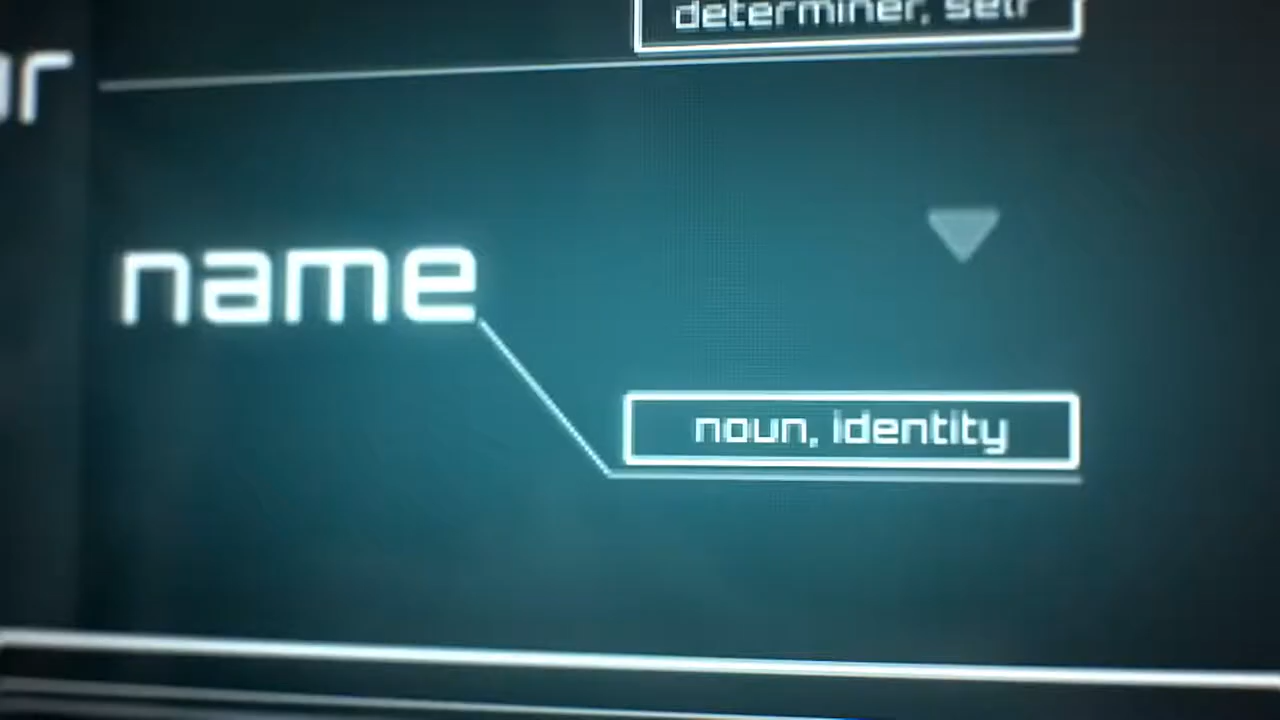 determiner, self
name
noun, identity